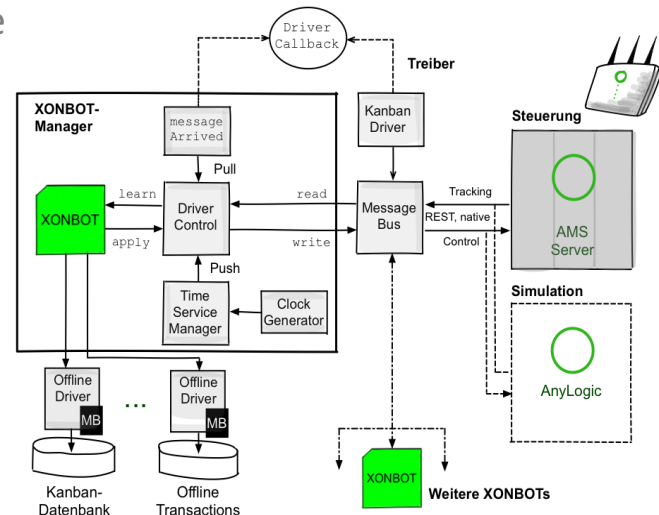 e
Driver
Callback
Treiber
XONBOT-
Manager
message
Arrived
Kanban
Driver
Steuerung
Pull
learn
read
Tracking
XONBOT
Driver
Control
Message
Bus
REST, native
AMS
Server
apply
write
Control
Push
Time
Service
Manager
Clock
Generator
Simulation
AnyLogic
Offline
Driver
MB
...
Offline
Driver
MB
XONBOT
Weitere XONBOTs
Kanban-
Datenbank
Offline
Transactions